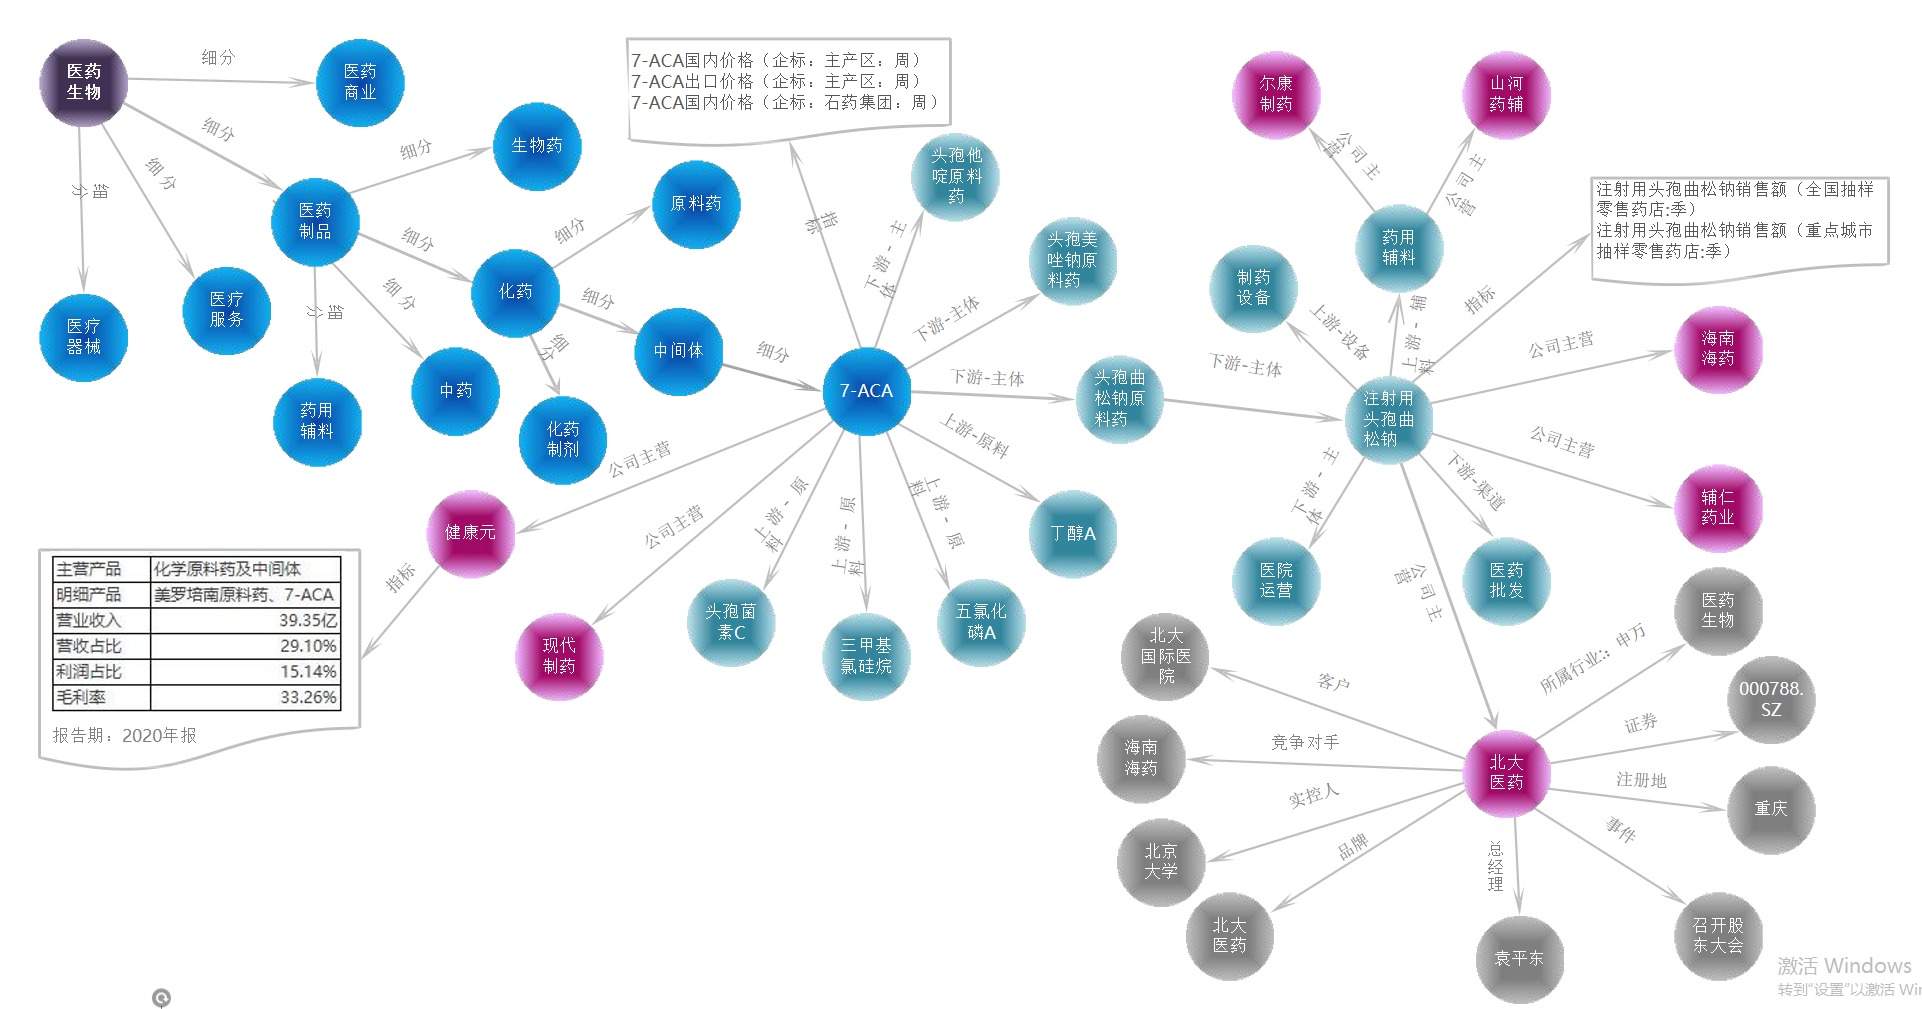 医药
生物
细分
医药
商业
细分
细分
细分
医疗
器械
医疗
服务
医药
制品
细分
生物药
细分
细分
细分
药用
辅料
中药
化药
细分
原料药
细分
中间体
细分
化药
制剂
细分
7-ACA
7-ACA国内价格（企标：主产区：周）
7-ACA出口价格（企标：主产区：周）
7-ACA国内价格（企标：石药集团：周）
指标
下游-主体
头孢他
啶原料
药
下游-主体
头孢美
唑钠原
料药
下游-主体
头孢曲
松钠原
料药
上游-原料
丁醇A
上游-原料
五氯化
磷A
上游-原料
三甲基
氯硅烷
上游-原料
头孢菌
素C
公司主营
现代
制药
公司主营
健康元
指标
主营产品 化学原料药及中间体
明细产品 美罗培南原料药、7-ACA
营业收入 39.35亿
营收占比 29.10%
利润占比 15.14%
毛利率 33.26%
报告期：2020年报
下游-主体
注射用
头孢曲
松钠
上游-设备
制药
设备
上游-辅料
药用
辅料
公司主营
尔康
制药
公司主营
山河
药辅
指标
注射用头孢曲松钠销售额（全国抽样
零售药店:季）
注射用头孢曲松钠销售额（重点城市
抽样零售药店:季）
公司主营
海南
海药
公司主营
辅仁
药业
下游-渠道
医药
批发
下游-主体
医院
运营
公司主营
北大
医药
所属行业:：申万
医药
生物
证券
000788.
SZ
注册地
重庆
事件
召开股
东大会
总经理
袁平东
品牌
北大
医药
实控人
北京
大学
竞争对手
海南
海药
客户
北大
国际医
院
激活 Windows
转到“设置”以激活 Wi